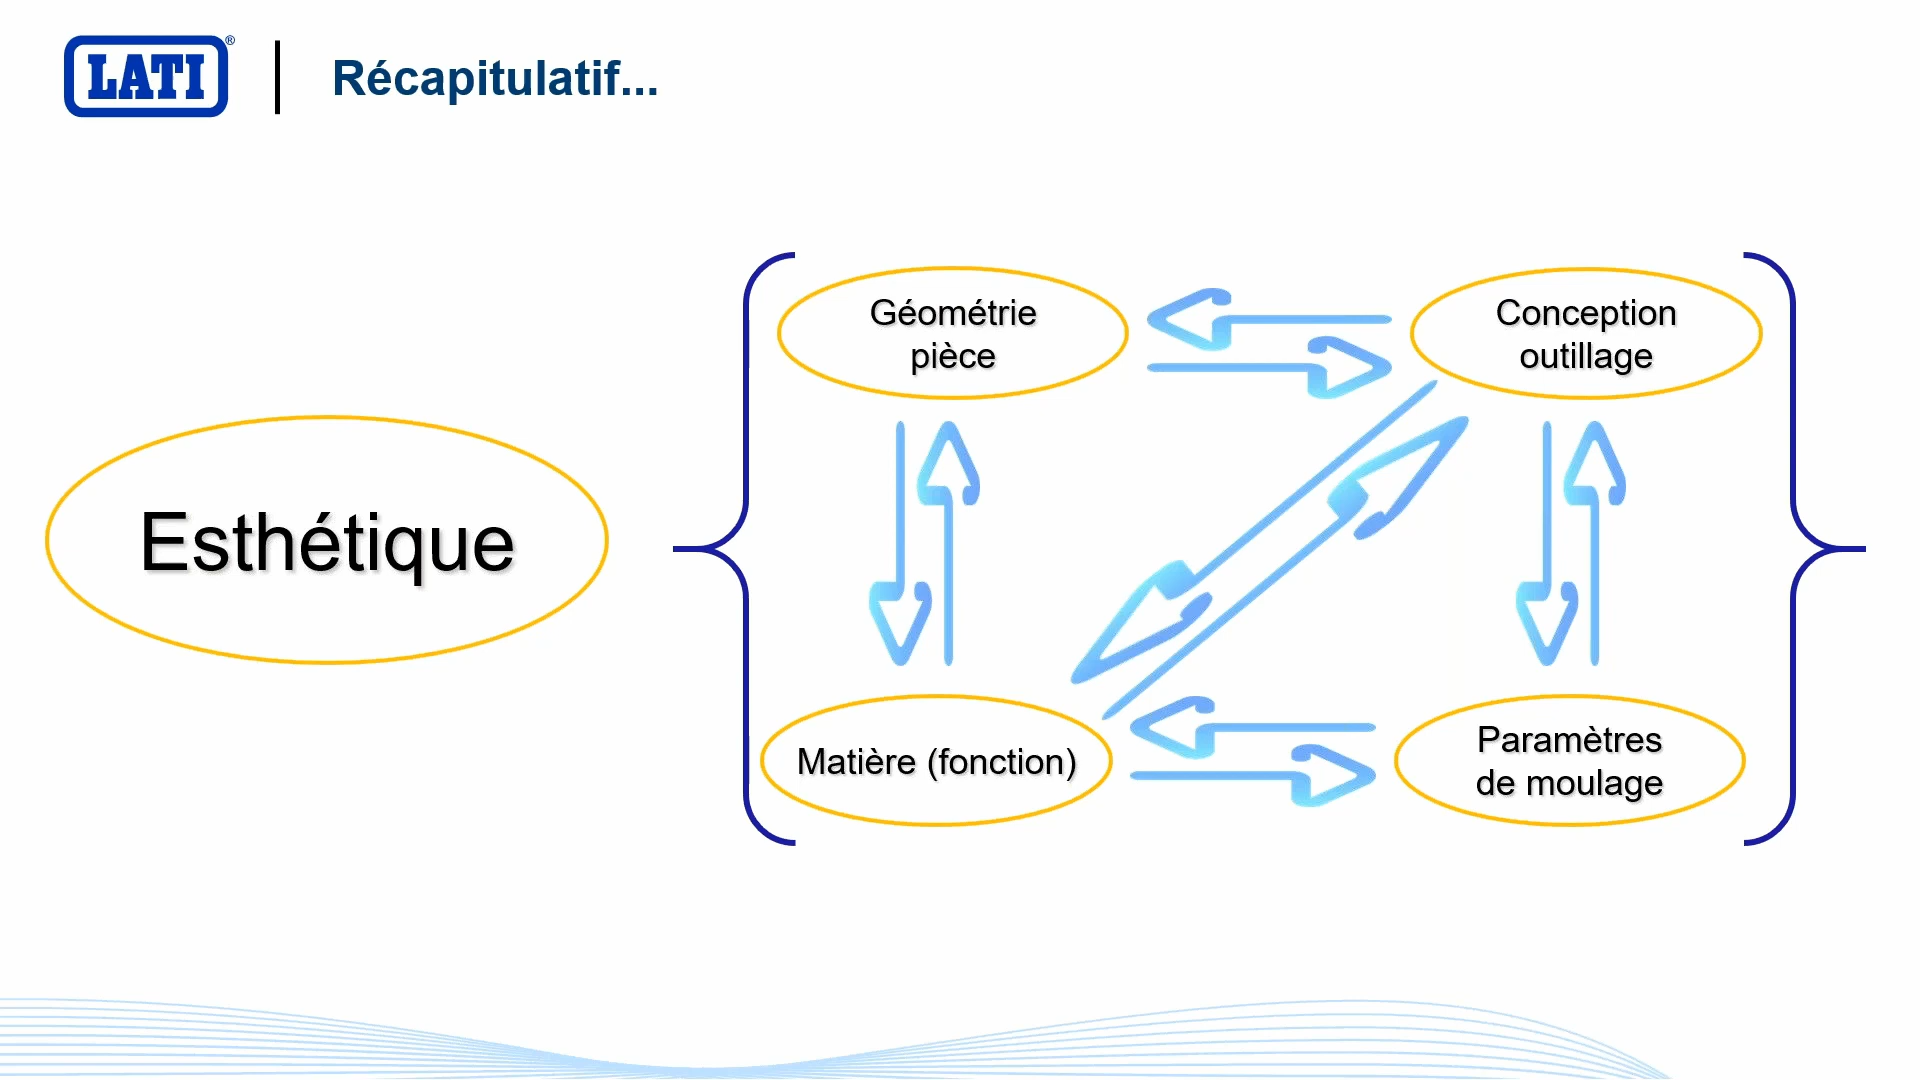 LATI®
Récapitulatif...
Géométrie
pièce
Conception
outillage
Esthétique
Matière (fonction)
Paramètres
de moulage